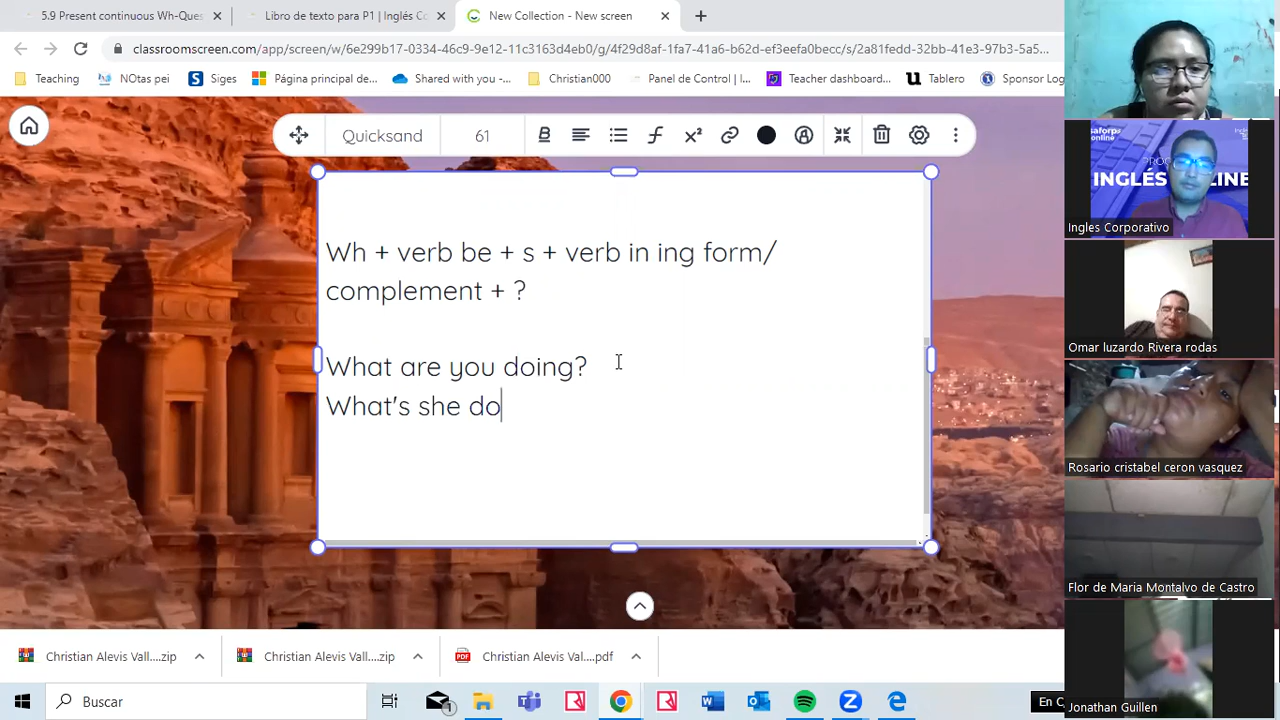 5.9 Present continuous Wh-Ques
Libro de texto para P1 | Inglés Co
New Collection - New screen
classroomscreen.com/app/screen/w/6e299b17-0334-46c9-9e12-11c3163d4eb0/g/4f29d8af-1fa7-41a6-b62d-ef3eefa0becc/s/2a81fedd-32bb-41e3-97b3-5a5...
Teaching
NOtas pei
Siges
Página principal de...
Shared with you -...
Christian000
Panel de Control | I...
Teacher dashboard...
Tablero
Sponsor Log
Quicksand
61
Wh + verb be + s + verb in ing form/
complement + ?
What are you doing?
What's she do
INGLÉS
Ingles Corporativo
Omar luzardo Rivera rodas
Rosario cristabel ceron vasquez
Flor de Maria Montalvo de Castro
Jonathan Guillen
Christian Alevis Vall....zip
Christian Alevis Vall....zip
Christian Alevis Val....pdf
Buscar